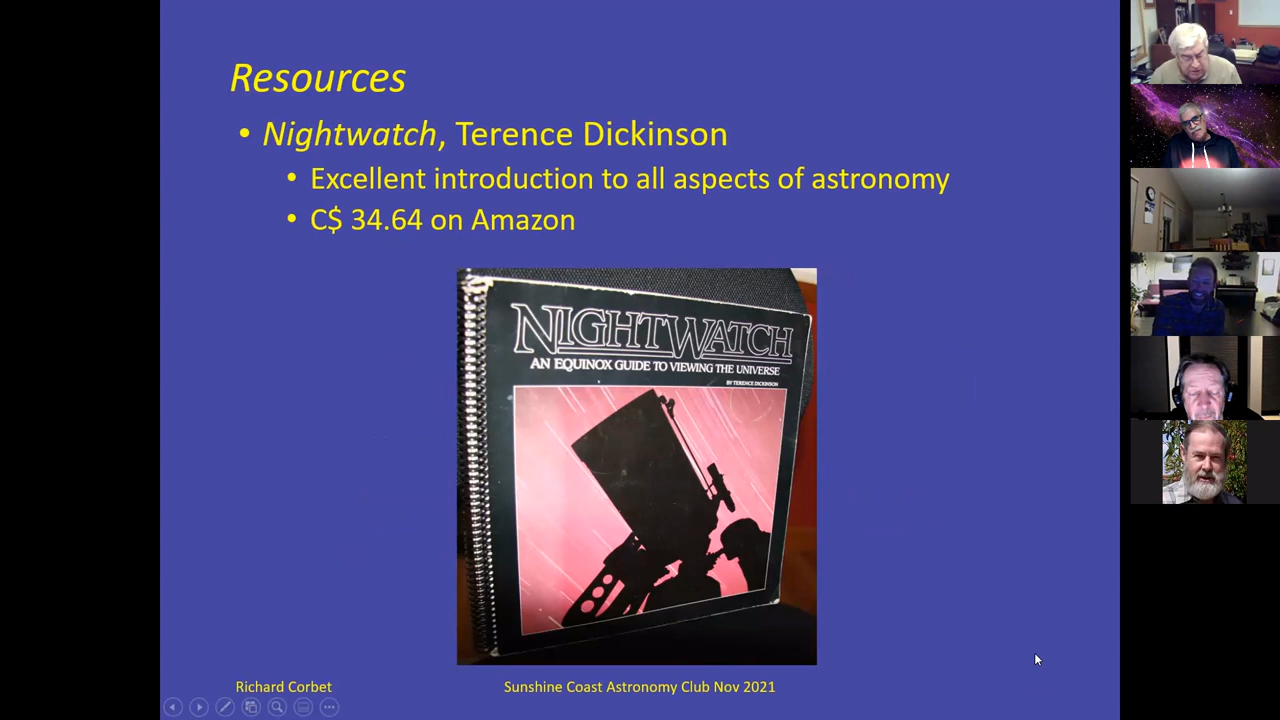 Resources
• Nightwatch, Terence Dickinson
• Excellent introduction to all aspects of astronomy
• C$ 34.64 on Amazon
NIGHTWATCH
AN EQUINOX GUIDE TO VIEWING THE UNIVERSE
BY TERENCE DICKINSON
Richard Corbet
Sunshine Coast Astronomy Club Nov 2021